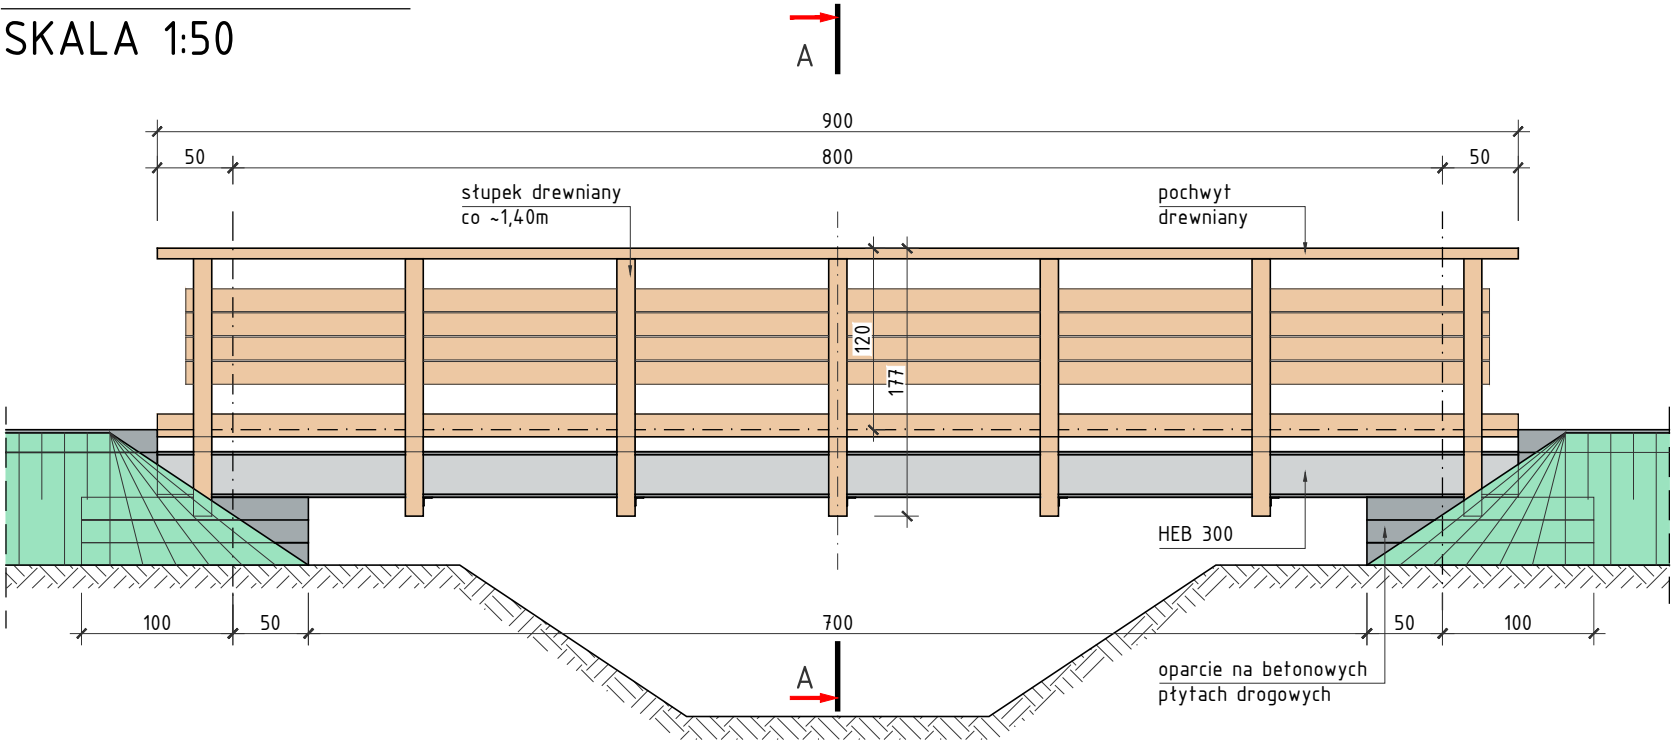 SKALA 1:50
A
900
50
800
50
słupek drewniany
co ~1,40m
pochwyt
drewniany
120
177
HEB 300
100
50
700
50
100
A
oparcie na betonowych
płytach drogowych